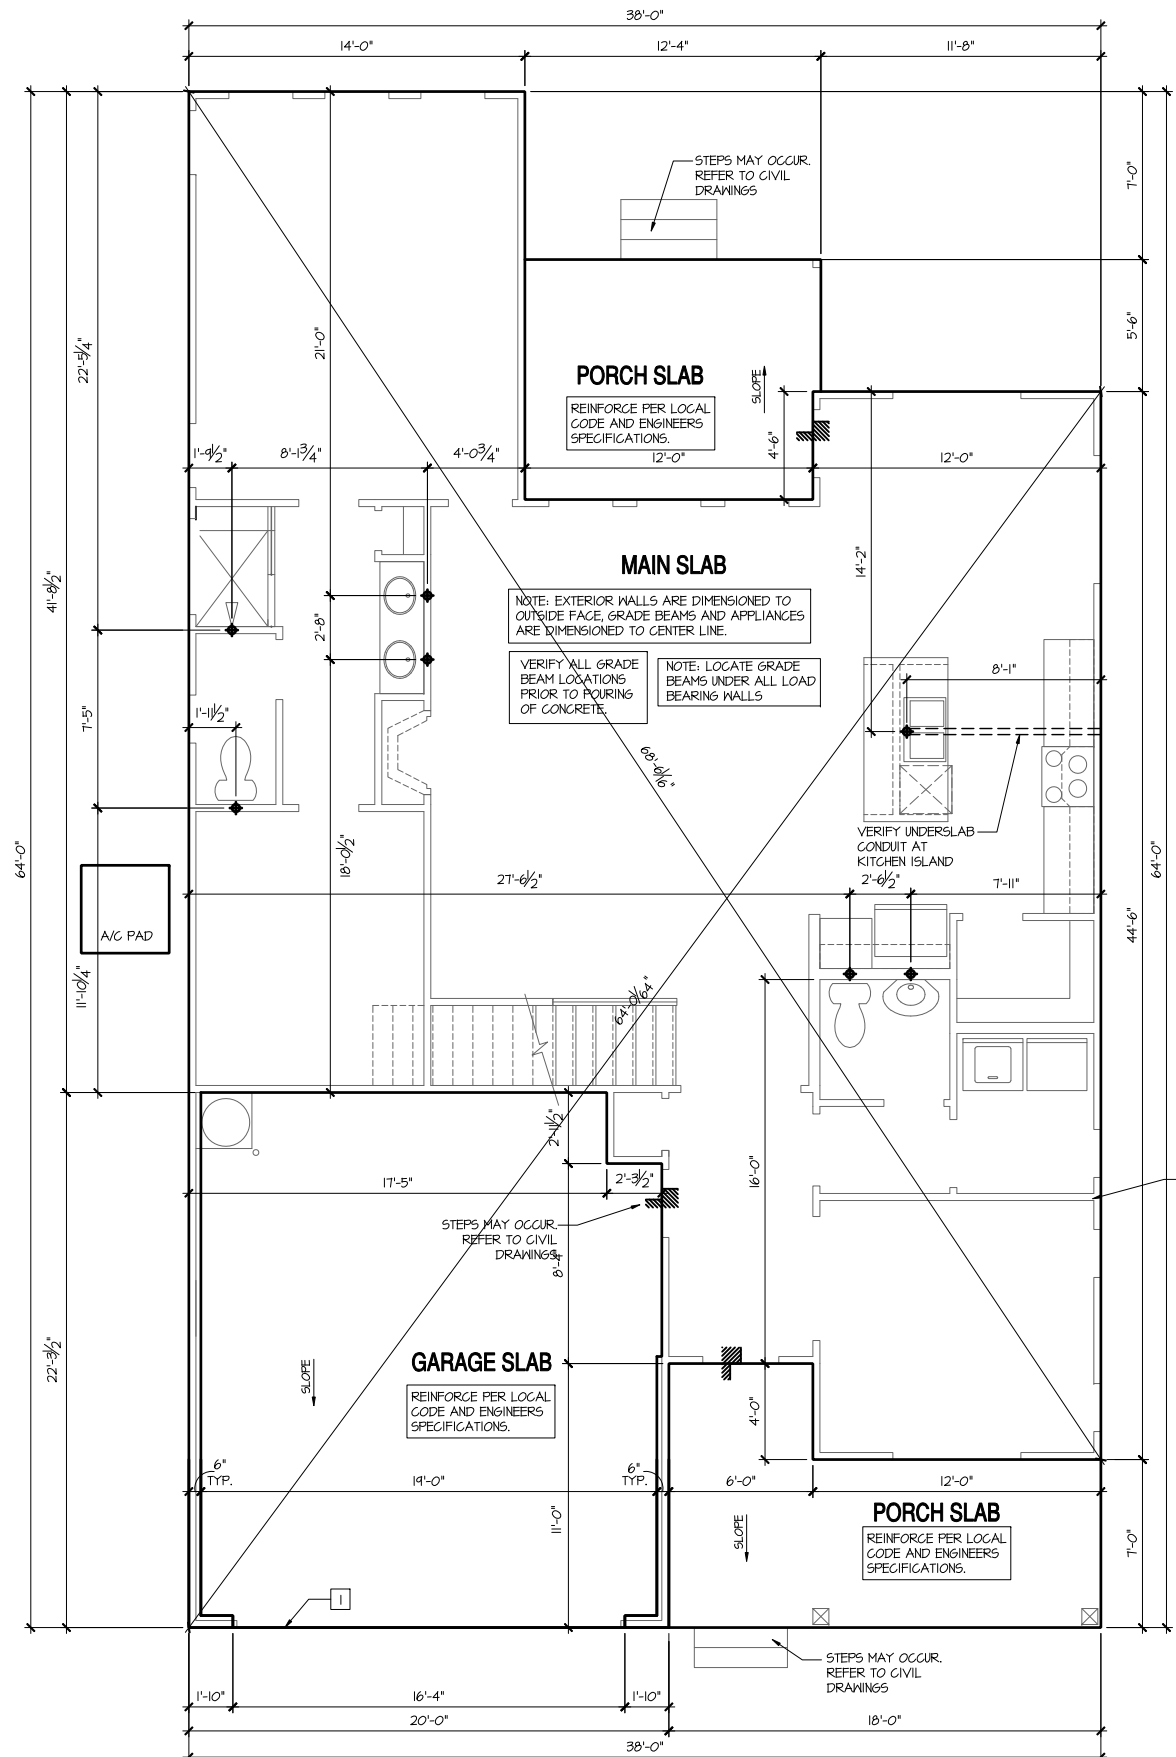 38'-0"
14'-0"
12'-4"
11'-8"
STEPS MAY OCCUR.
REFER TO CIVIL
DRAWINGS
7'-0"
5'-6"
21'-0"
22'-5 1/4"
PORCH SLAB
REINFORCE PER LOCAL
CODE AND ENGINEERS
SPECIFICATIONS.
SLOPE
4'-6"
1'-9 1/2"
8'-1 3/4"
4'-0 3/4"
12'-0"
12'-0"
14'-2"
MAIN SLAB
NOTE: EXTERIOR WALLS ARE DIMENSIONED TO
OUTSIDE FACE, GRADE BEAMS AND APPLIANCES
ARE DIMENSIONED TO CENTER LINE.
VERIFY ALL GRADE
BEAM LOCATIONS
PRIOR TO POURING
OF CONCRETE.
NOTE: LOCATE GRADE
BEAMS UNDER ALL LOAD
BEARING WALLS
41'-8 1/2"
2'-8"
8'-1"
7'-5"
1'-11 1/2"
VERIFY UNDERSLAB
CONDUIT AT
KITCHEN ISLAND
64'-0"
18'-0 1/2"
64'-0"
27'-6 1/2"
2'-6 1/2"
7'-11"
44'-6"
A/C PAD
11'-10 1/4"
2'-11 1/2"
17'-5"
2'-3 1/2"
16'-0"
STEPS MAY OCCUR.
REFER TO CIVIL
DRAWINGS
8'-4"
22'-3 1/2"
GARAGE SLAB
REINFORCE PER LOCAL
CODE AND ENGINEERS
SPECIFICATIONS.
SLOPE
4'-0"
6"
TYP.
19'-0"
6"
TYP.
6'-0"
12'-0"
11'-0"
PORCH SLAB
REINFORCE PER LOCAL
CODE AND ENGINEERS
SPECIFICATIONS.
SLOPE
7'-0"
1
STEPS MAY OCCUR.
REFER TO CIVIL
DRAWINGS
1'-10"
16'-4"
1'-10"
20'-0"
18'-0"
38'-0"